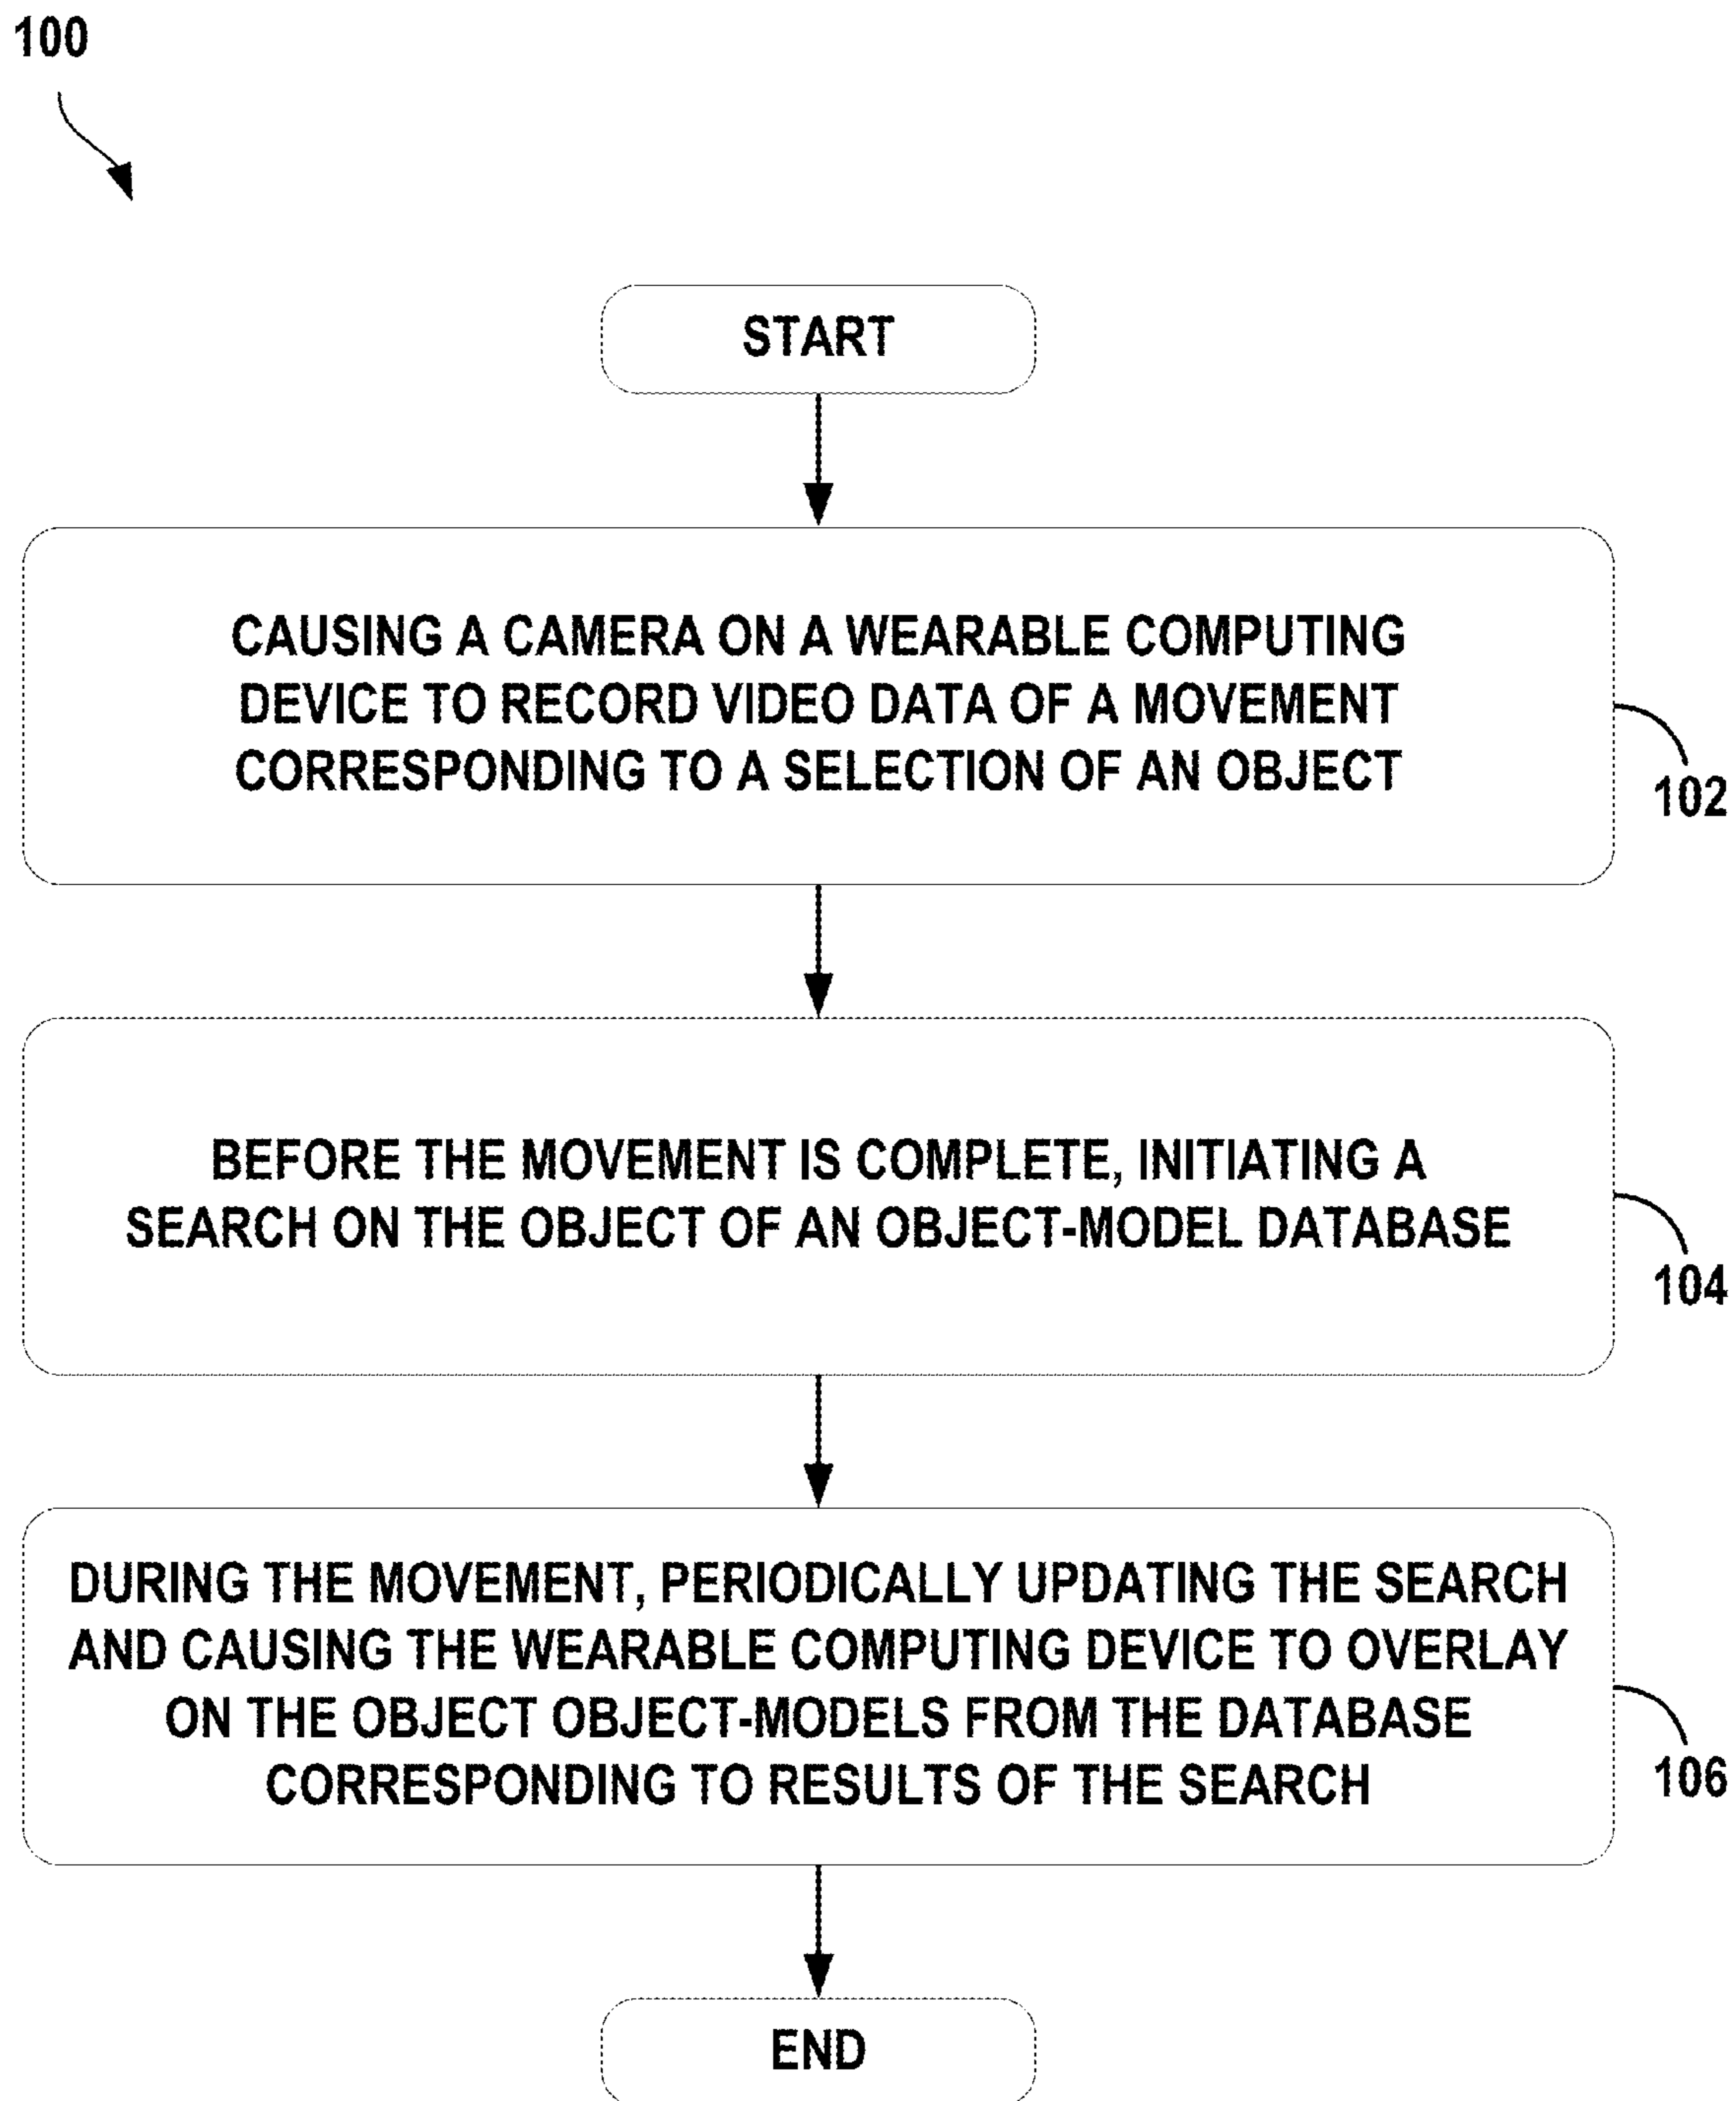 100
START
CAUSING A CAMERA ON A WEARABLE COMPUTING
DEVICE TO RECORD VIDEO DATA OF A MOVEMENT
CORRESPONDING TO A SELECTION OF AN OBJECT
102
BEFORE THE MOVEMENT IS COMPLETE, INITIATING A
SEARCH ON THE OBJECT OF AN OBJECT-MODEL DATABASE
104
DURING THE MOVEMENT, PERIODICALLY UPDATING THE SEARCH
AND CAUSING THE WEARABLE COMPUTING DEVICE TO OVERLAY
ON THE OBJECT OBJECT-MODELS FROM THE DATABASE
CORRESPONDING TO RESULTS OF THE SEARCH
106
END